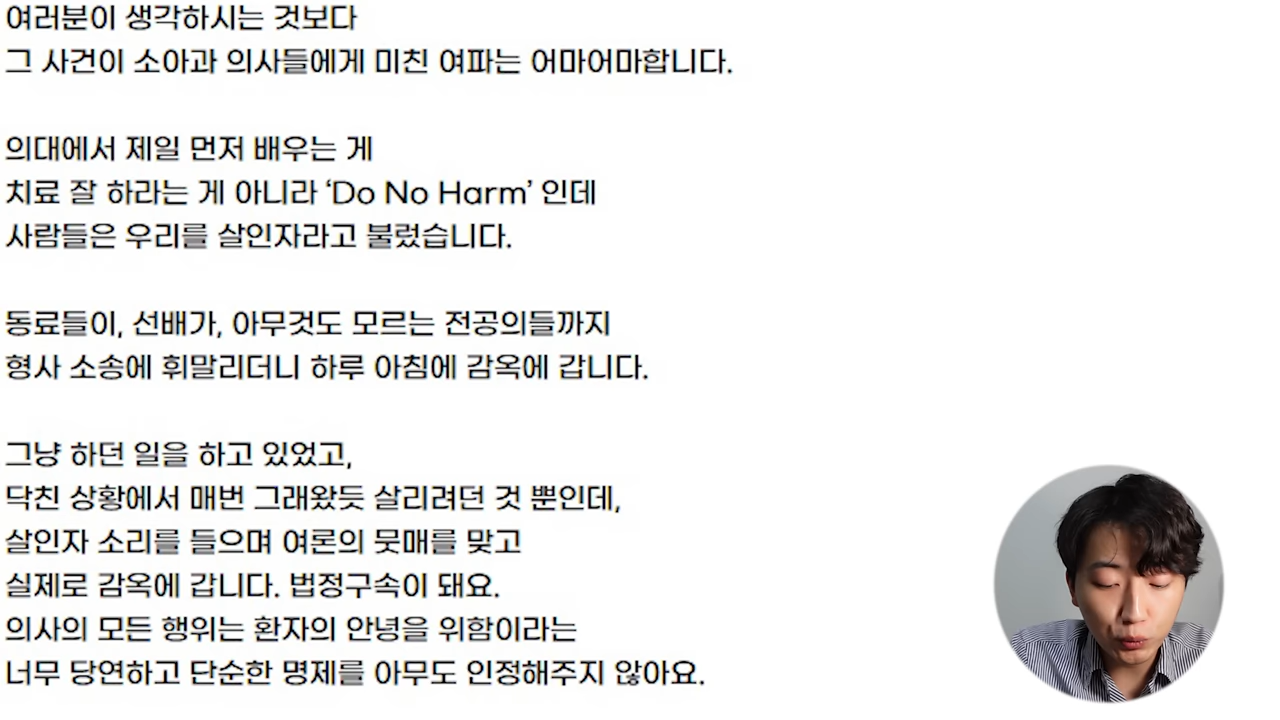 여러분이 생각하시는 것보다
그 사건이 소아과 의사들에게 미친 여파는 어마어마합니다.
의대에서 제일 먼저 배우는 게
치료 잘 하라는 게 아니라 ‘Do No Harm’ 인데
사람들은 우리를 살인자라고 불렀습니다.
동료들이, 선배가, 아무것도 모르는 전공의들까지
형사 소송에 휘말리더니 하루 아침에 감옥에 갑니다.
그냥 하던 일을 하고 있었고,
닥친 상황에서 매번 그래왔듯 살리려던 것 뿐인데,
살인자 소리를 들으며 여론의 뭇매를 맞고
실제로 감옥에 갑니다. 법정구속이 돼요.
의사의 모든 행위는 환자의 안녕을 위함이라는
너무 당연하고 단순한 명제를 아무도 인정해주지 않아요.